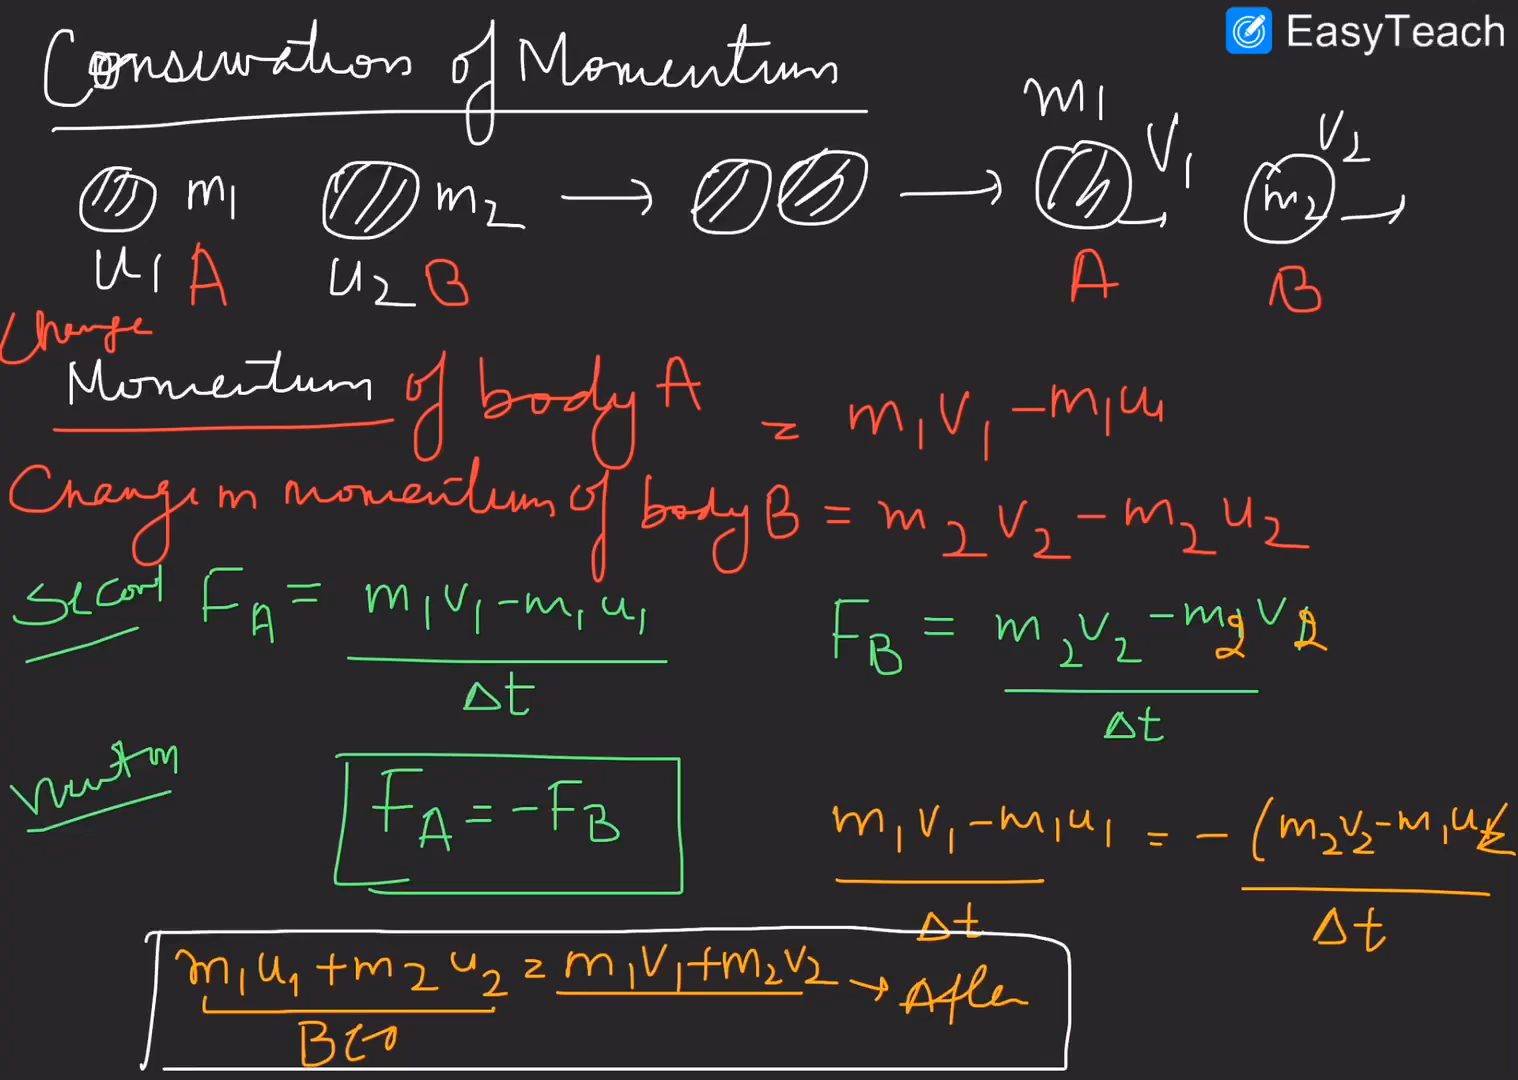 EasyTeach
Conservation of Momentum
m1 V1 V2
m1 m2 m2
u1 A u2 B A B
Change
Momentum of body A = m1V1 - m1u1
Change in momentum of body B = m2V2 - m2u2
Second FA = m1v1 - m1u1 / Δt
FB = m2v2 - m2v2 / Δt
Newton
FA = -FB
m1v1 - m1u1 / Δt = -(m2v2 - m1u2 / Δt
m1u1 + m2u2 = m1v1 + m2v2 → After